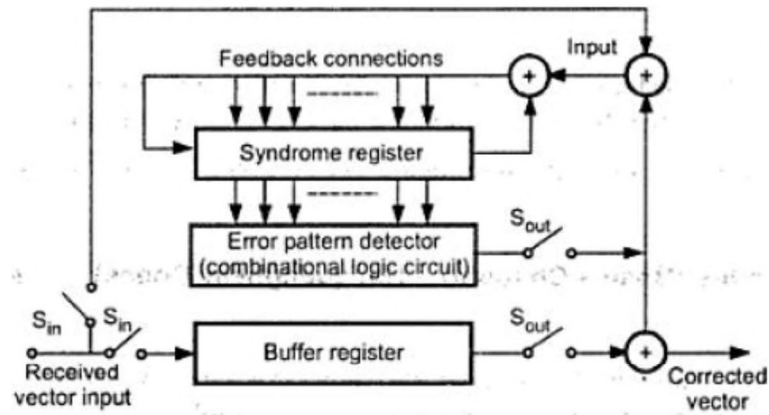 Feedback connections
Input
+
+
Syndrome register
Error pattern detector
(combinational logic circuit)
S_out
S_in
S_in
Buffer register
S_out
+
Received
vector input
Corrected
vector